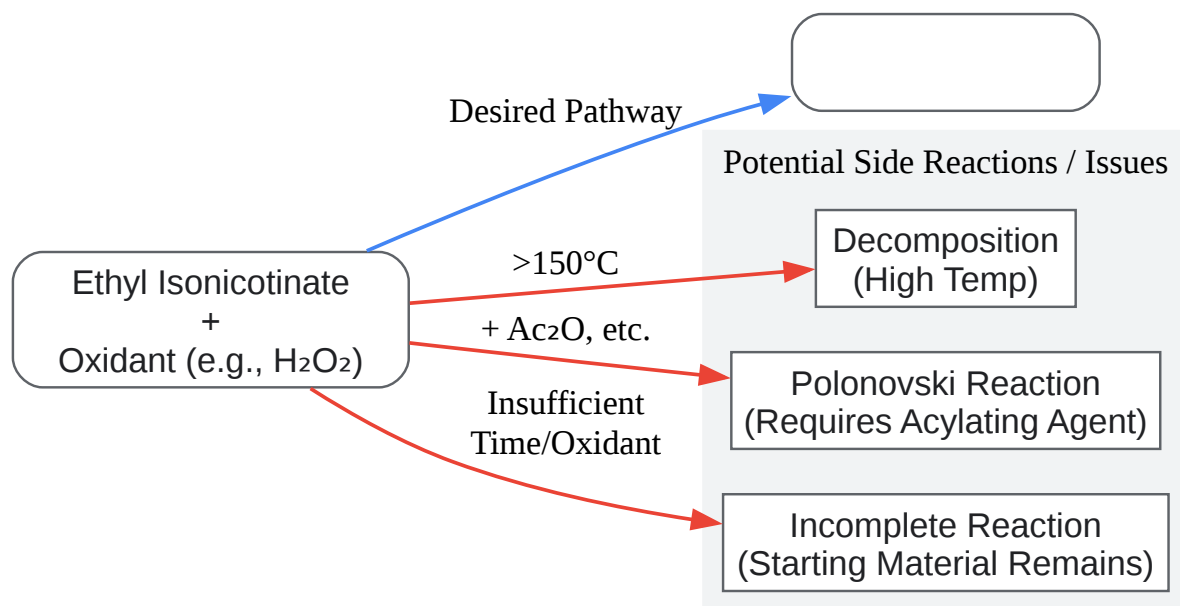 Desired Pathway
Potential Side Reactions / Issues
Decomposition
(High Temp)
>150°C
Ethyl Isonicotinate
+
Oxidant (e.g., H₂O₂)
+ Ac₂O, etc.
Polonovski Reaction
(Requires Acylating Agent)
Insufficient
Time/Oxidant
Incomplete Reaction
(Starting Material Remains)